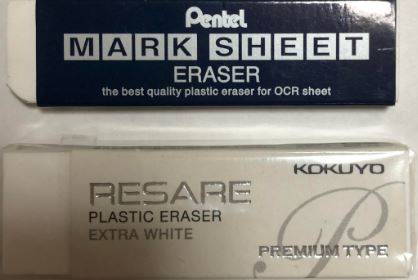 Pentel
MARK SHEET
ERASER
the best quality plastic eraser for OCR sheet
KOKUYO
RESARE
PLASTIC ERASER
EXTRA WHITE
P
PREMIUM TYPE